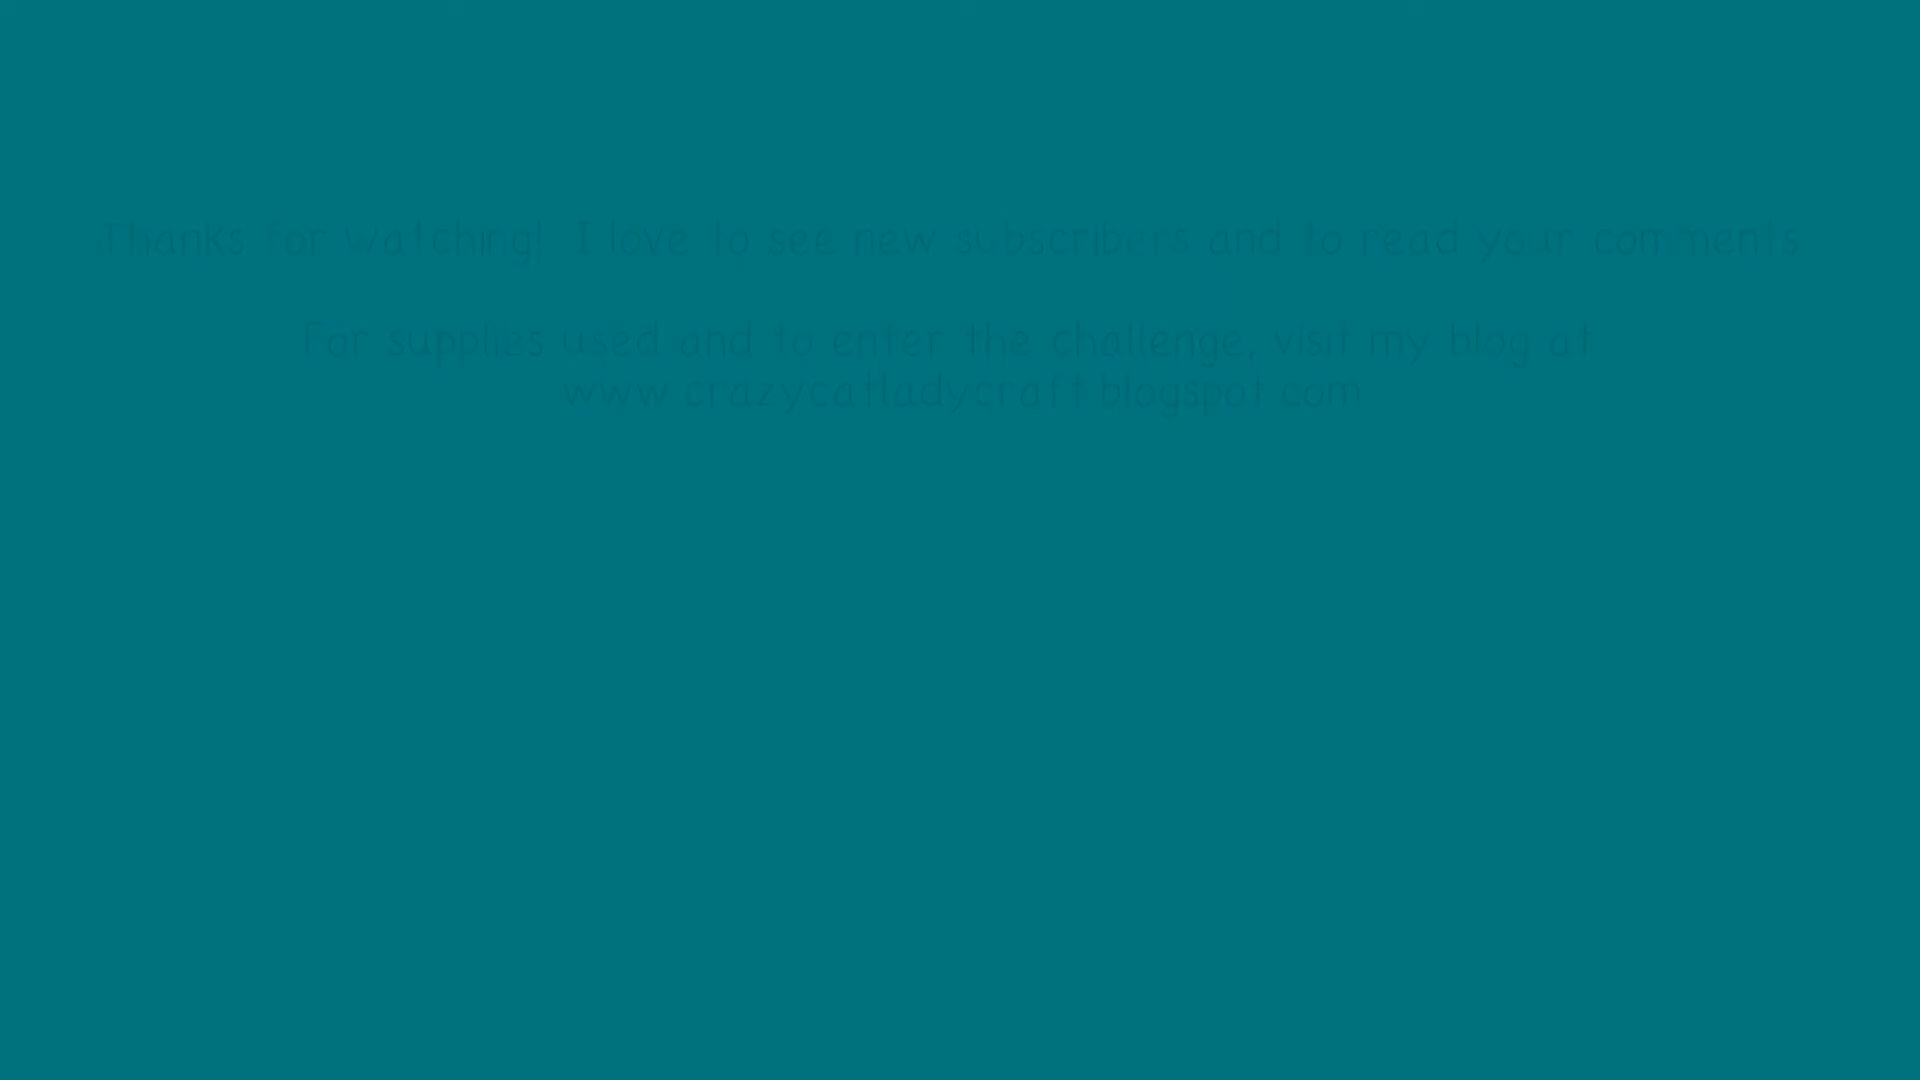 Thanks for watching! I love to see new subscribers and to read your comments
For supplies used and to enter the challenge, visit my blog at
www.crazycatladycraft.blogspot.com